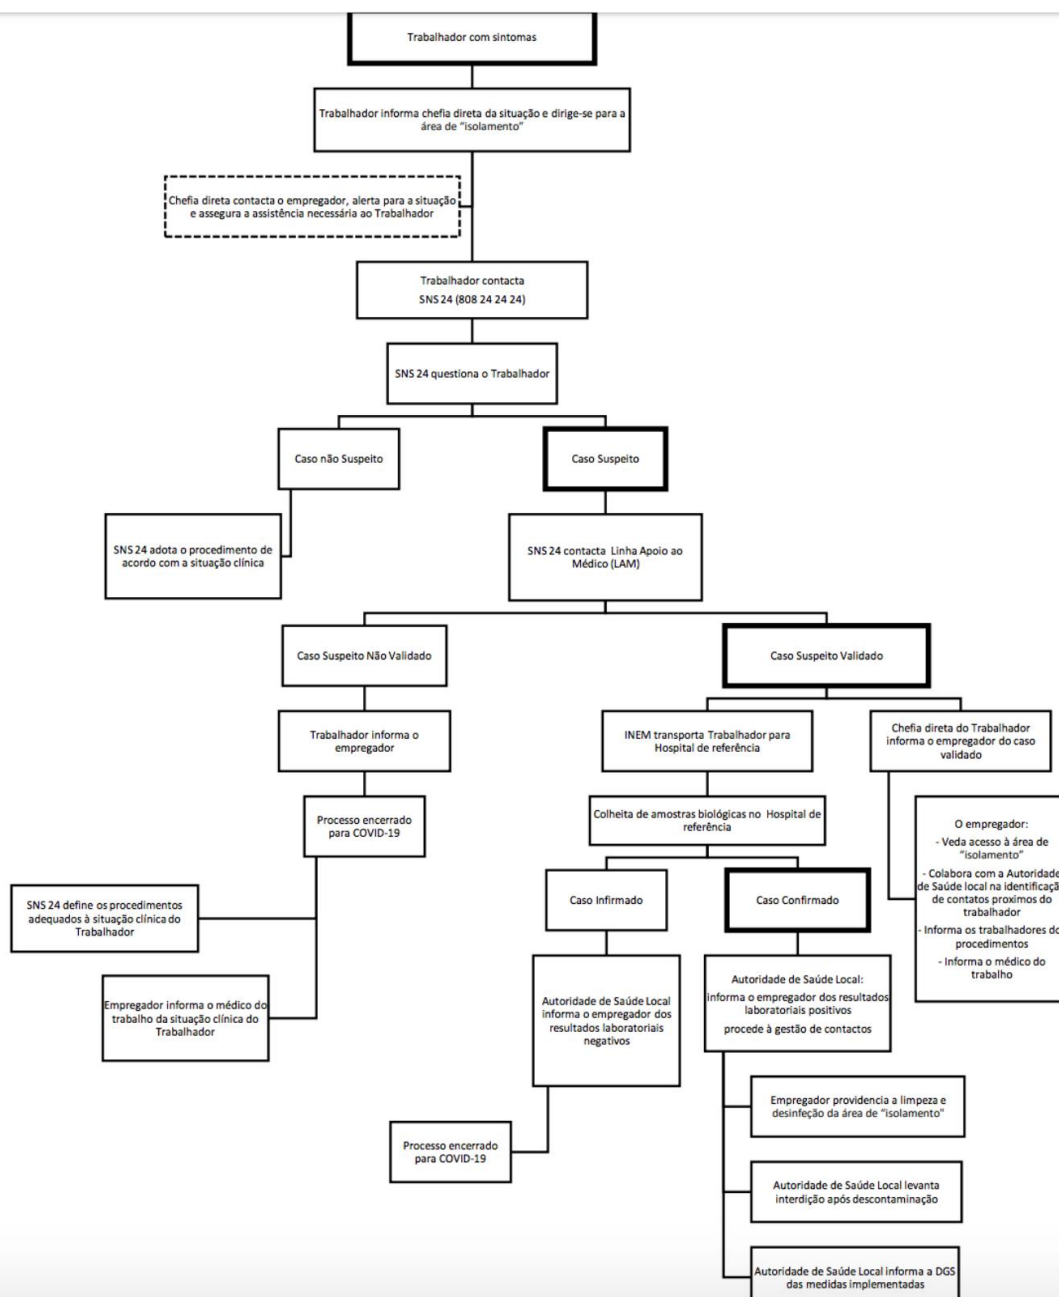 Trabalhador com sintomas
Trabalhador informa chefia direta da situação e dirige-se para a
área de “isolamento”
Chefia direta contacta o empregador, alerta para a situação
e assegura a assistência necessária ao Trabalhador
Trabalhador contacta
SNS 24 (808 24 24 24)
SNS 24 questiona o Trabalhador
Caso não Suspeito
Caso Suspeito
SNS 24 adota o procedimento de
acordo com a situação clínica
SNS 24 contacta Linha Apoio ao
Médico (LAM)
Caso Suspeito Não Validado
Caso Suspeito Validado
Trabalhador informa o
empregador
INEM transporta Trabalhador para
Hospital de referência
Chefia direta do Trabalhador
informa o empregador do caso
validado
Processo encerrado
para COVID-19
Colheita de amostras biológicas no Hospital de
referência
O empregador:
- Veda acesso à área de
“isolamento”
- Colabora com a Autoridade
de Saúde local na identificaçã
de contatos proximos do
trabalhador
- Informa os trabalhadores do
procedimentos
- Informa o médico do
trabalho
SNS 24 define os procedimentos
adequados à situação clínica do
Trabalhador
Caso Infirmado
Caso Confirmado
Empregador informa o médico do
trabalho da situação clínica do
Trabalhador
Autoridade de Saúde Local
informa o empregador dos
resultados laboratoriais
negativos
Autoridade de Saúde Local:
informa o empregador dos resultados
laboratoriais positivos
procede à gestão de contactos
Processo encerrado
para COVID-19
Empregador providencia a limpeza e
desinfeção da área de “isolamento”
Autoridade de Saúde Local levanta
interdição após descontaminação
Autoridade de Saúde Local informa a DGS
das medidas implementadas